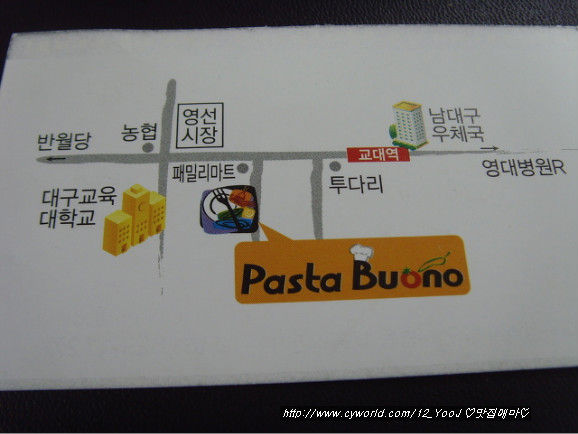 영선
시장
농협
반월당
남대구
우체국
교대역
영대병원R
패밀리마트
투다리
대구교육
대학교
Pasta Buono
http://www.cyworld.com/12_YooJ ♡맛집매마♡